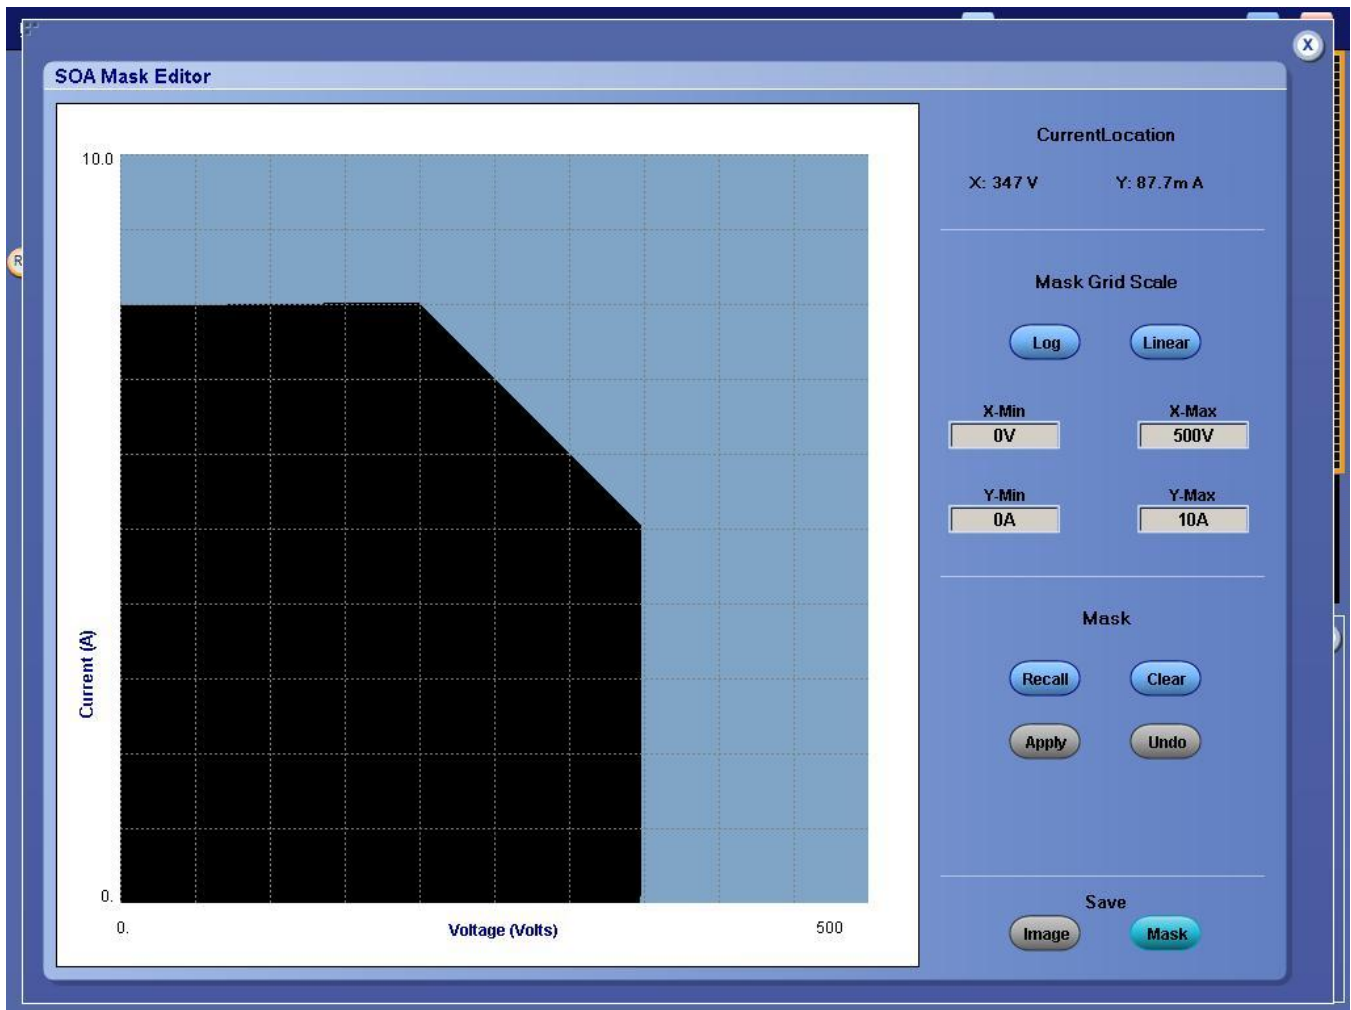 SOA Mask Editor
X
R
10.0
0.
0.
Voltage (Volts)
500
Current (A)
CurrentLocation
X: 347 V Y: 87.7m A
Mask Grid Scale
Log Linear
X-Min X-Max
0V 500V
Y-Min Y-Max
0A 10A
Mask
Recall Clear
Apply Undo
Save
Image Mask